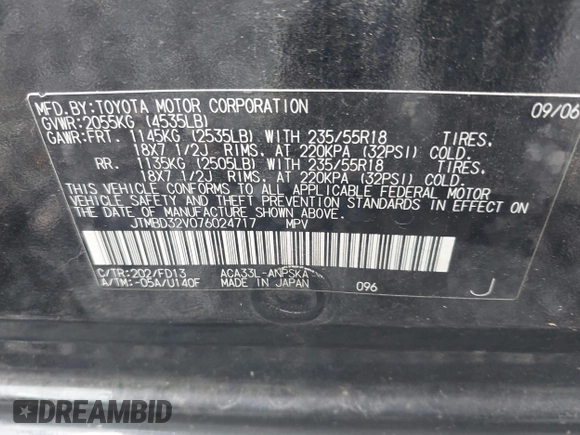 MFD.BY:TOYOTA MOTOR CORPORATION 09/06
GVWR:2055KG (4535LB)
GAWR:FRT. 1145KG (2535LB) WITH 235/55R18 TIRES,
18X7 1/2J RIMS, AT 220KPA (32PSI) COLD.
RR. 1135KG (2505LB) WITH 235/55R18 TIRES,
18X7 1/2J RIMS, AT 220KPA (32PSI) COLD.
THIS VEHICLE CONFORMS TO ALL APPLICABLE FEDERAL MOTOR
VEHICLE SAFETY AND THEFT PREVENTION STANDARDS IN EFFECT ON
THE DATE OF MANUFACTURE SHOWN ABOVE.
JTMBD32V076024717 MPV
C/TR:202/FD13 ACA33L-ANPSKA
A/TM:-05A/U140F MADE IN JAPAN 096 J
DREAMBID